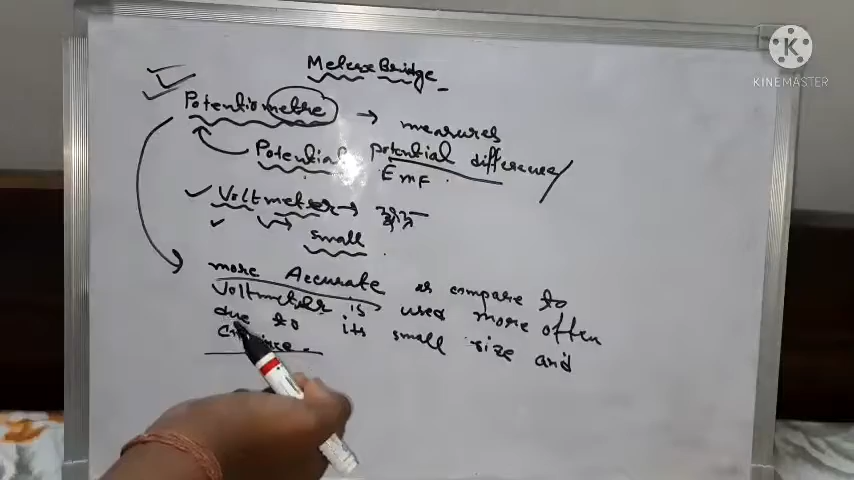 Meter Bridge
Potentiometre → measures
Potential potential difference/
EMF
Voltmeter →
small
more Accurate as compare to
Voltmeter is used more often
due to its small size and
K
KINEMASTER